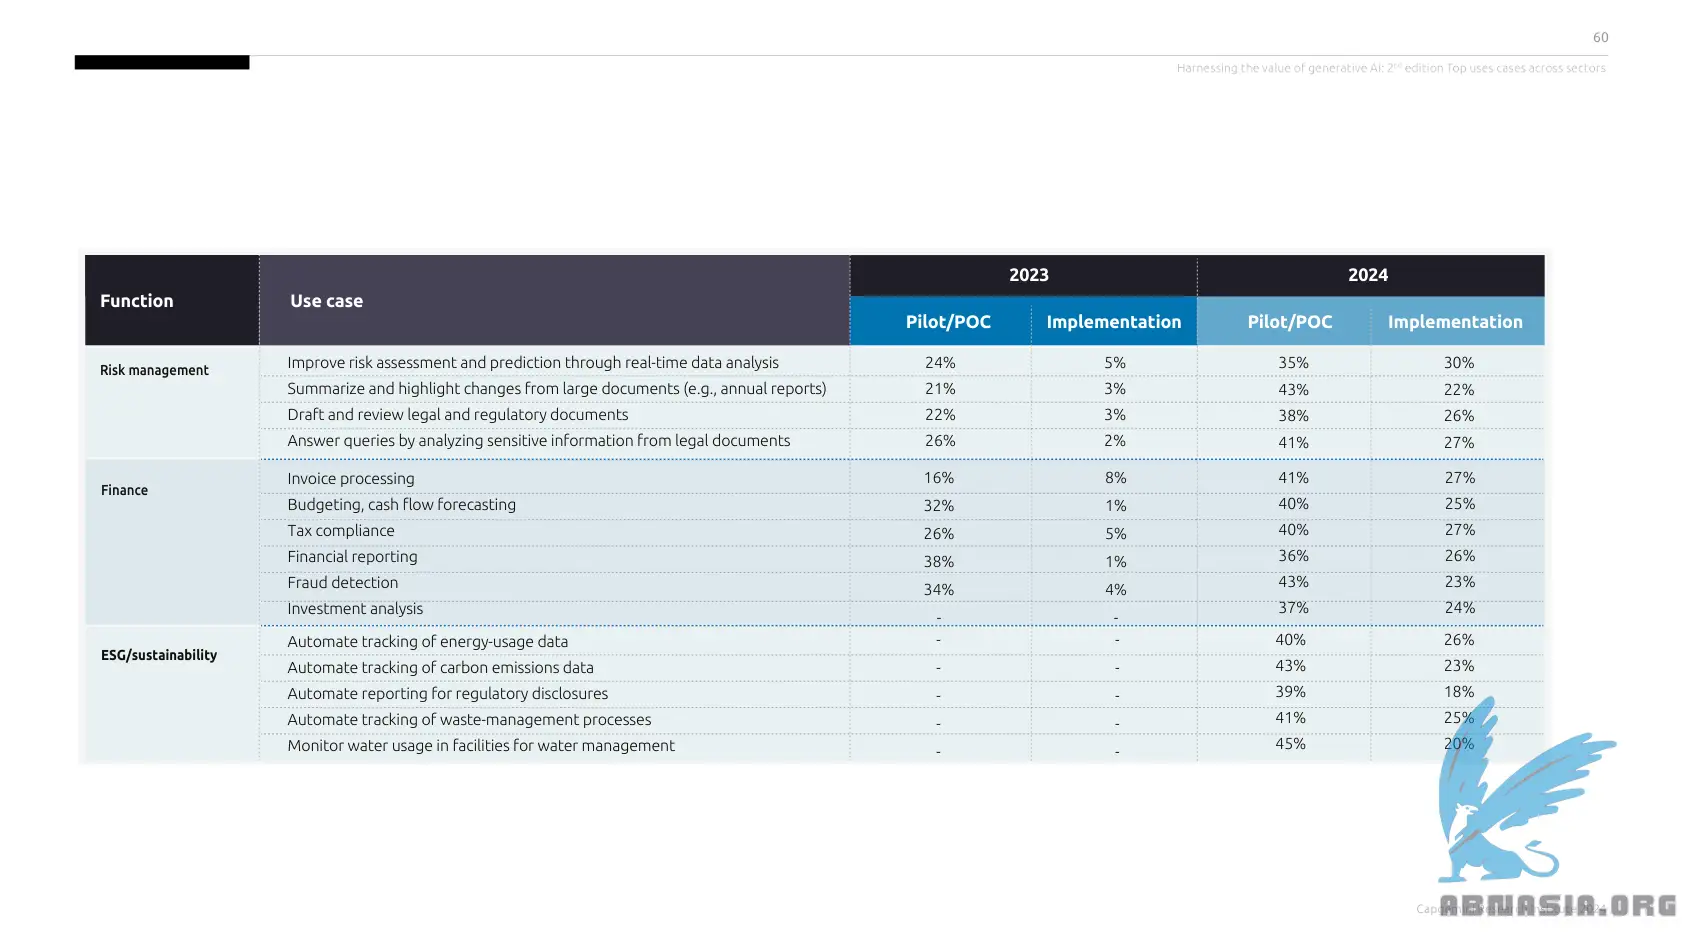 60
Harnessing the value of generative AI: 2nd edition Top uses cases across sectors
Function Use case 2023 2024
Pilot/POC Implementation Pilot/POC Implementation
Risk management Improve risk assessment and prediction through real-time data analysis 24% 5% 35% 30%
Summarize and highlight changes from large documents (e.g., annual reports) 21% 3% 43% 22%
Draft and review legal and regulatory documents 22% 3% 38% 26%
Answer queries by analyzing sensitive information from legal documents 26% 2% 41% 27%
Finance Invoice processing 16% 8% 41% 27%
Budgeting, cash flow forecasting 32% 1% 40% 25%
Tax compliance 26% 5% 40% 27%
Financial reporting 38% 1% 36% 26%
Fraud detection 34% 4% 43% 23%
Investment analysis - - 37% 24%
ESG/sustainability Automate tracking of energy-usage data - - 40% 26%
Automate tracking of carbon emissions data - - 43% 23%
Automate reporting for regulatory disclosures - - 39% 18%
Automate tracking of waste-management processes - - 41% 25%
Monitor water usage in facilities for water management - - 45% 20%
ABNASIA.ORG